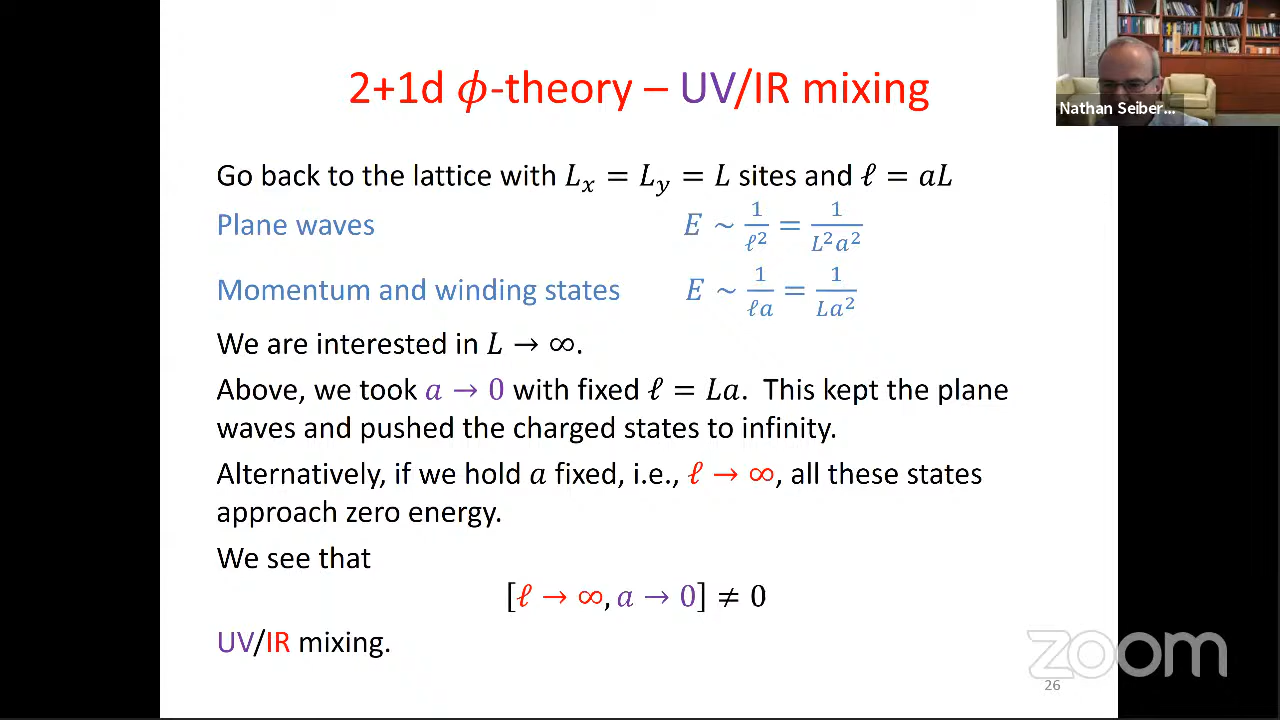 2+1d ϕ-theory – UV/IR mixing
Nathan Seiber...
Go back to the lattice with Lₓ = L_y = L sites and ℓ = aL
Plane waves E ~ 1/ℓ² = 1/(L²a²)
Momentum and winding states E ~ 1/(ℓa) = 1/(La²)
We are interested in L → ∞.
Above, we took a → 0 with fixed ℓ = La. This kept the plane
waves and pushed the charged states to infinity.
Alternatively, if we hold a fixed, i.e., ℓ → ∞, all these states
approach zero energy.
We see that
[ℓ → ∞, a → 0] ≠ 0
UV/IR mixing.
zoom
26